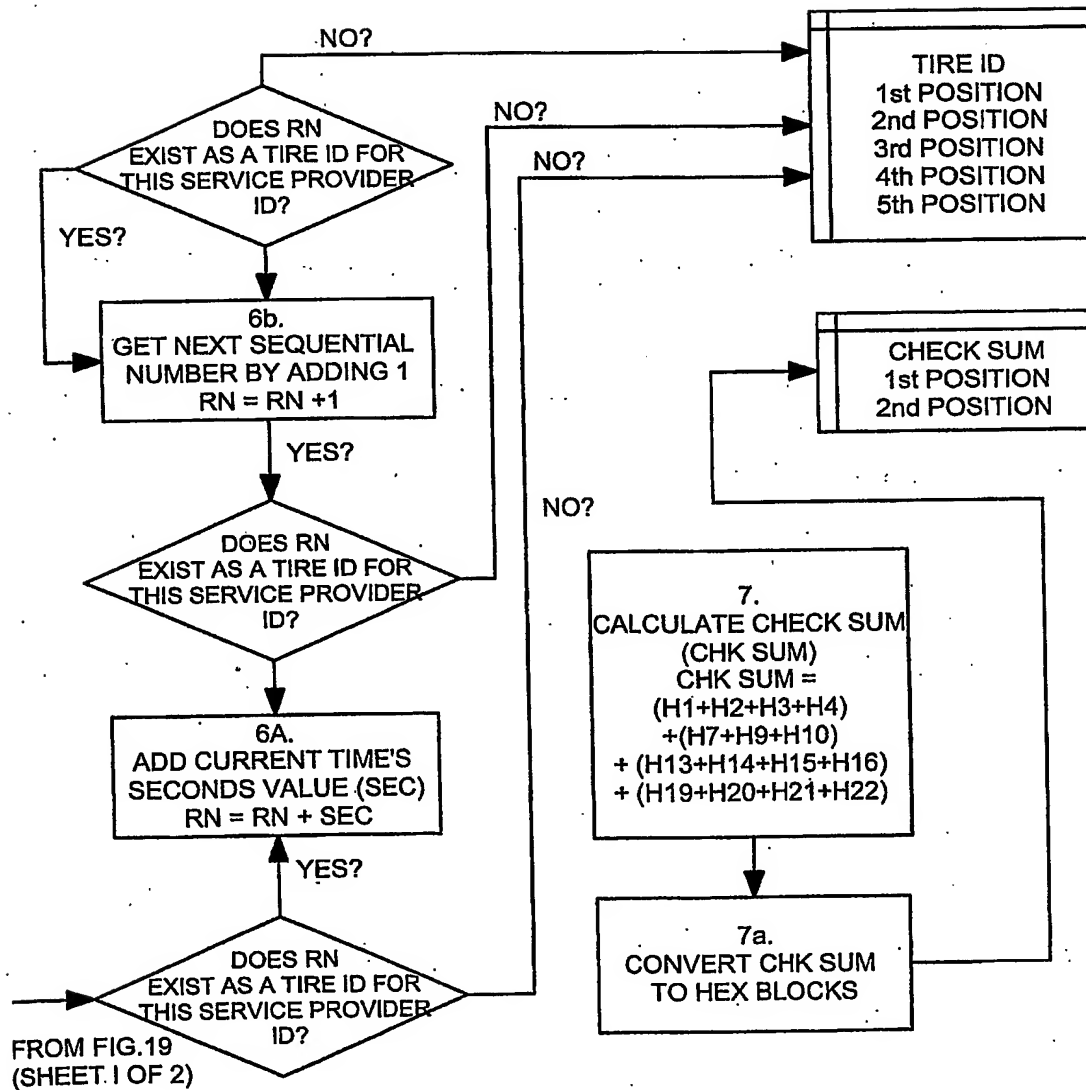 NO?
DOES RN
EXIST AS A TIRE ID FOR
THIS SERVICE PROVIDER
ID?
YES?
6b.
GET NEXT SEQUENTIAL
NUMBER BY ADDING 1
RN = RN +1
YES?
DOES RN
EXIST AS A TIRE ID FOR
THIS SERVICE PROVIDER
ID?
6A.
ADD CURRENT TIME'S
SECONDS VALUE (SEC)
RN = RN + SEC
YES?
DOES RN
EXIST AS A TIRE ID FOR
THIS SERVICE PROVIDER
ID?
FROM FIG.19
(SHEET 1 OF 2)
NO?
NO?
NO?
TIRE ID
1st POSITION
2nd POSITION
3rd POSITION
4th POSITION
5th POSITION
CHECK SUM
1st POSITION
2nd POSITION
7.
CALCULATE CHECK SUM
(CHK SUM)
CHK SUM =
(H1+H2+H3+H4)
+(H7+H9+H10)
+ (H13+H14+H15+H16)
+ (H19+H20+H21+H22)
7a.
CONVERT CHK SUM
TO HEX BLOCKS